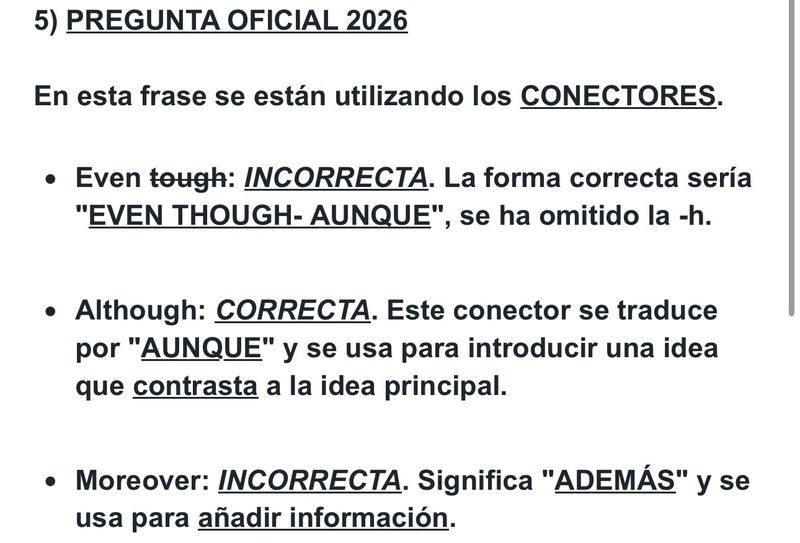 5) PREGUNTA OFICIAL 2026
En esta frase se están utilizando los CONECTORES.
• Even tough: INCORRECTA. La forma correcta sería
"EVEN THOUGH- AUNQUE", se ha omitido la -h.
• Although: CORRECTA. Este conector se traduce
por "AUNQUE" y se usa para introducir una idea
que contrasta a la idea principal.
• Moreover: INCORRECTA. Significa "ADEMÁS" y se
usa para añadir información.